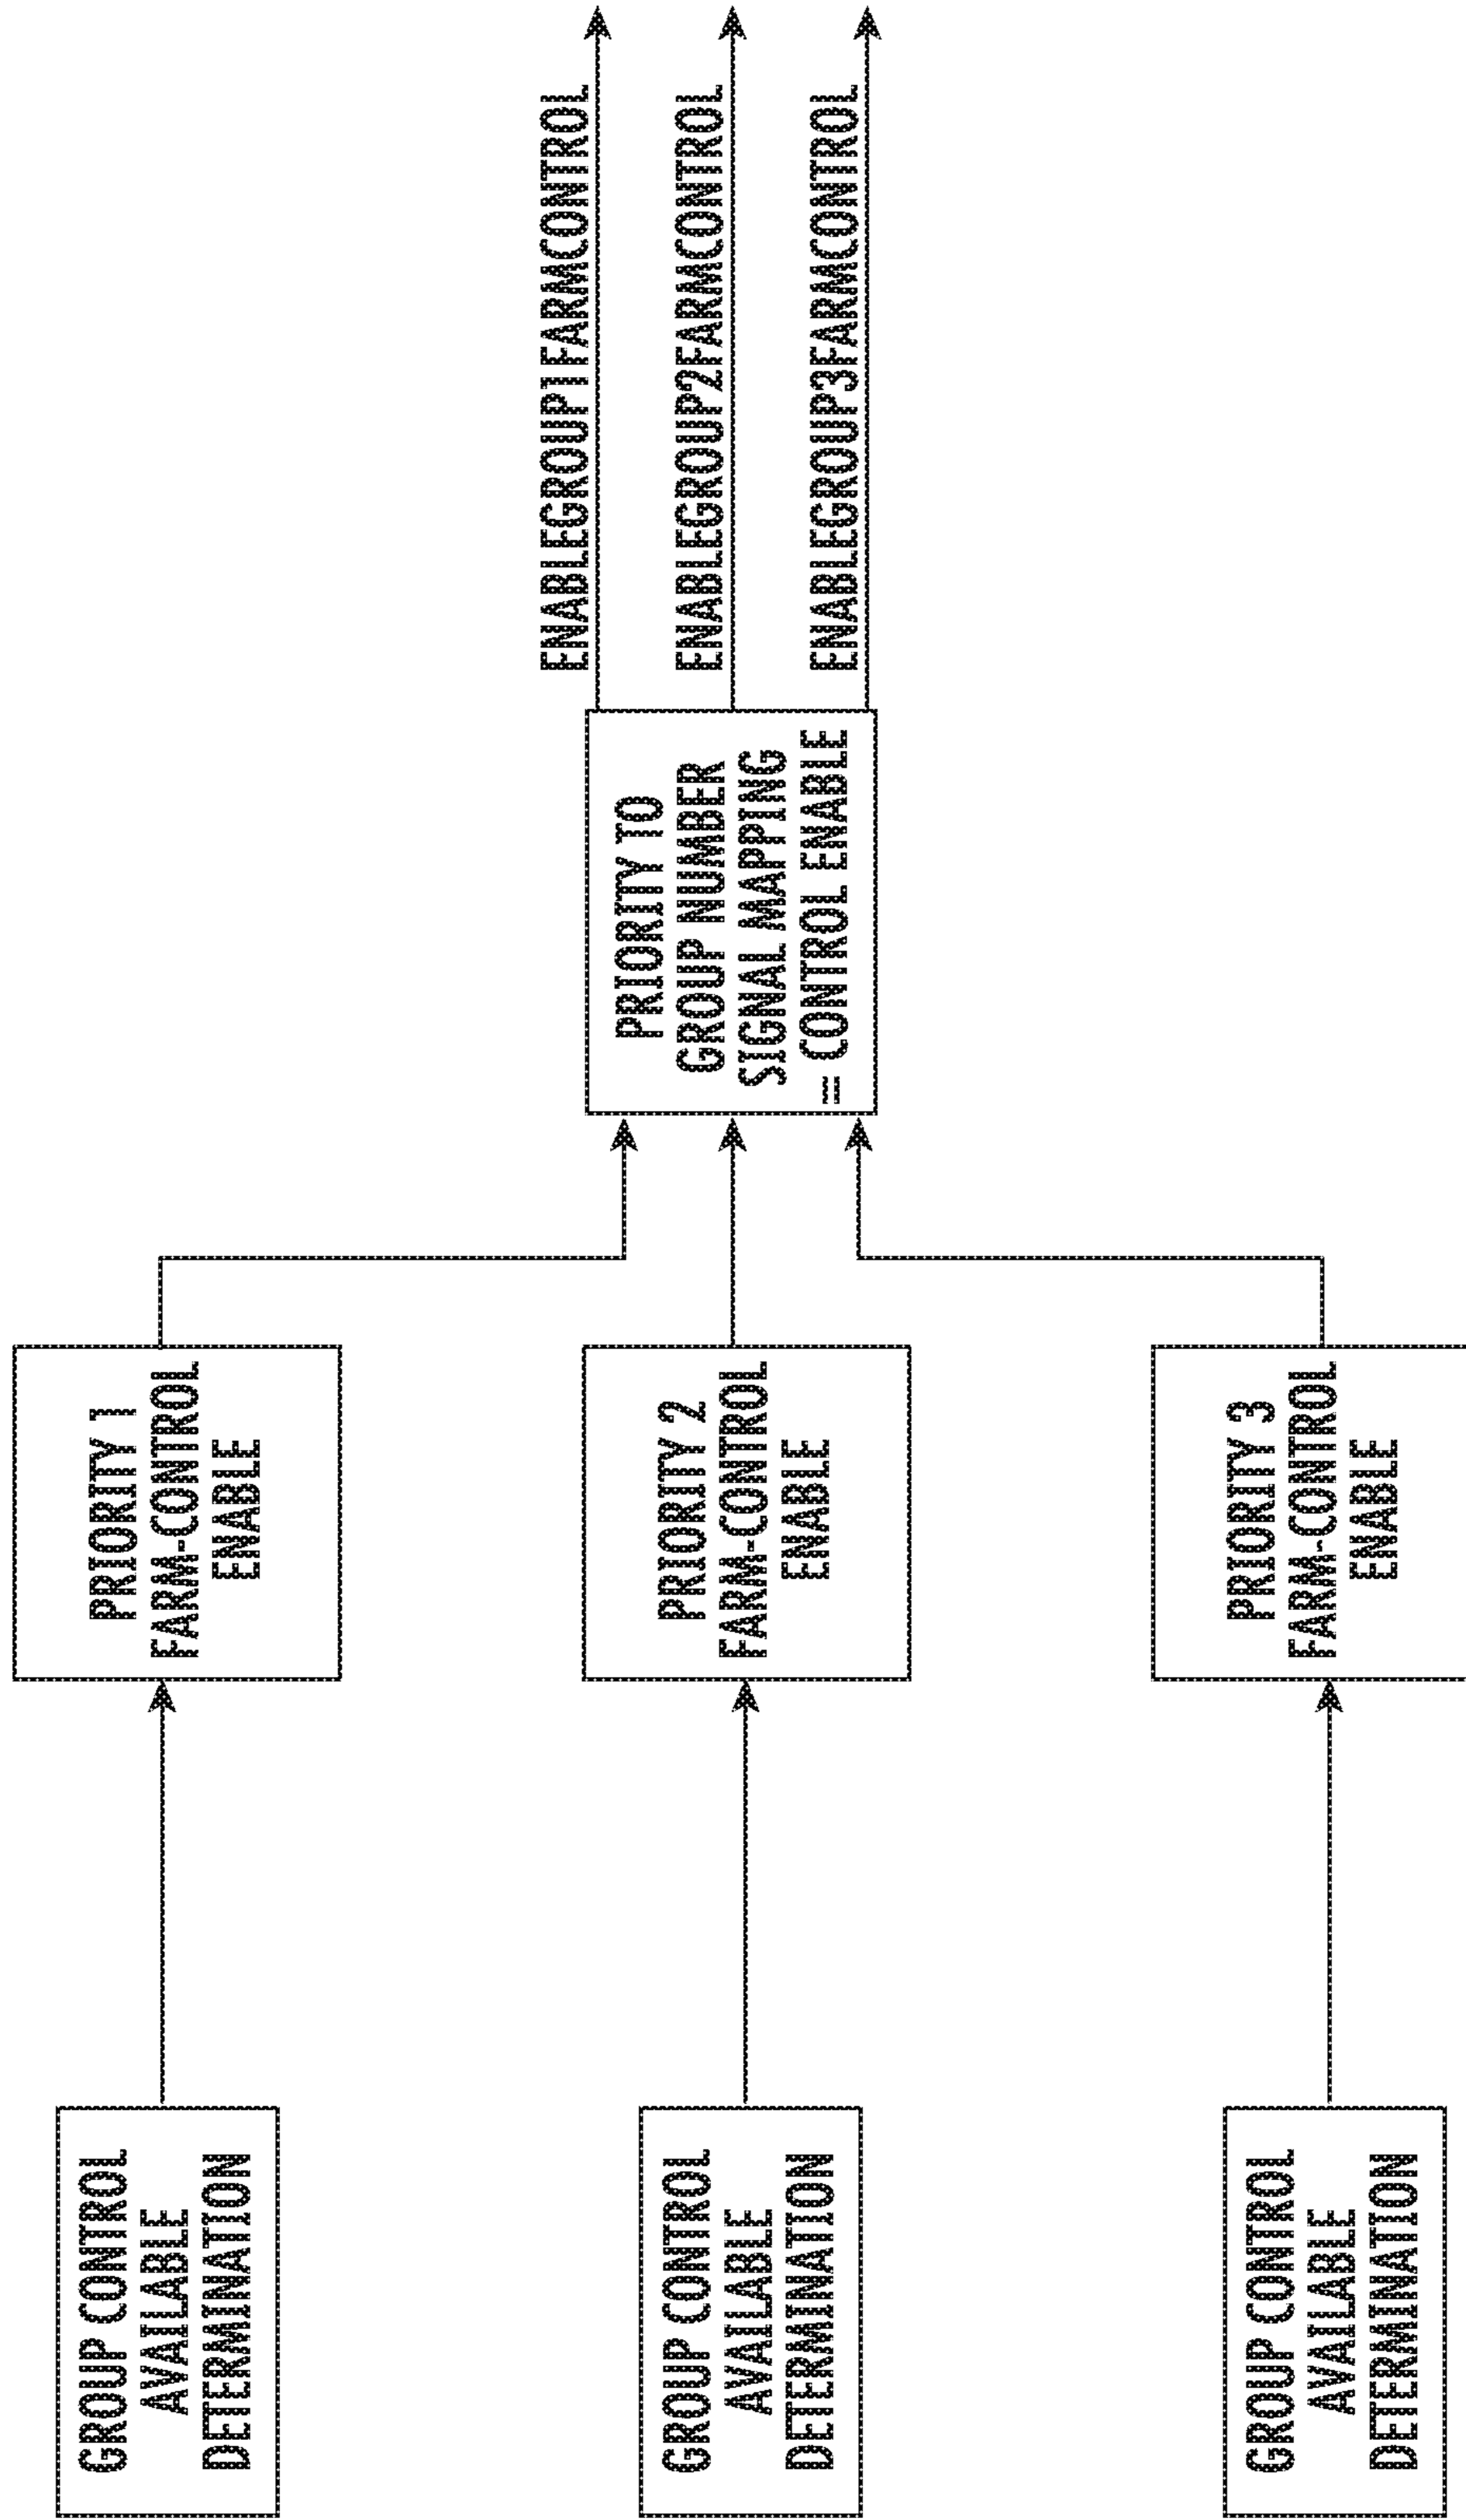 GROUP CONTROL
AVAILABLE
DETERMINATION
PRIORITY 1
FARM-CONTROL
ENABLE
GROUP CONTROL
AVAILABLE
DETERMINATION
PRIORITY 2
FARM-CONTROL
ENABLE
GROUP CONTROL
AVAILABLE
DETERMINATION
PRIORITY 3
FARM-CONTROL
ENABLE
PRIORITY TO
GROUP NUMBER
SIGNAL MAPPING
= CONTROL ENABLE
ENABLEGROUP1FARMCONTROL
ENABLEGROUP2FARMCONTROL
ENABLEGROUP3FARMCONTROL